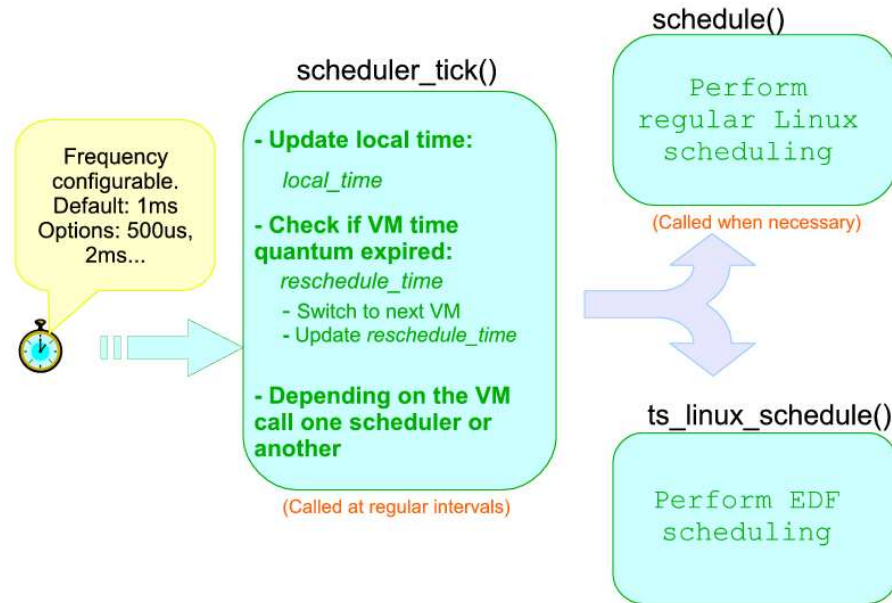 schedule()
Perform
regular Linux
scheduling
(Called when necessary)
scheduler_tick()
- Update local time:
local_time
- Check if VM time
quantum expired:
reschedule_time
- Switch to next VM
- Update reschedule_time
- Depending on the VM
call one scheduler or
another
(Called at regular intervals)
Frequency
configurable.
Default: 1ms
Options: 500us,
2ms...
ts_linux_schedule()
Perform EDF
scheduling